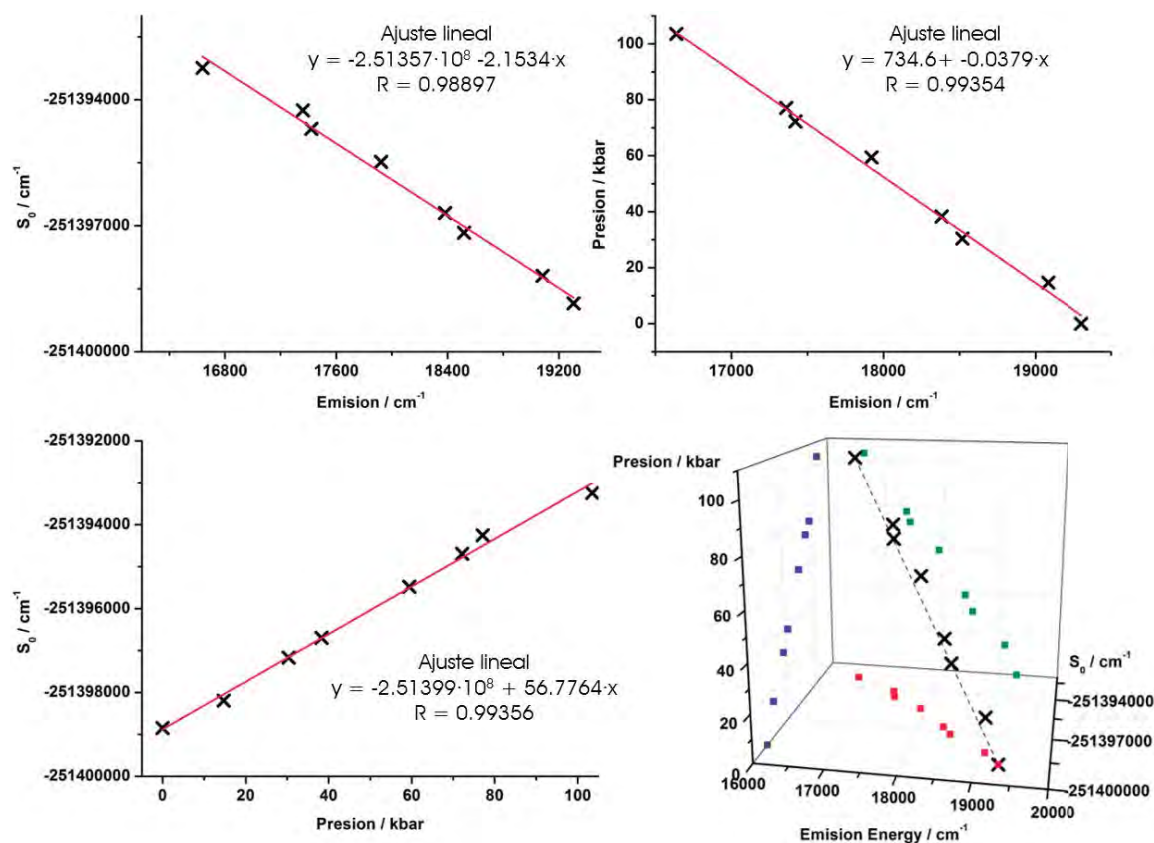 Ajuste lineal
y = -2.51357·10⁸ -2.1534·x
R = 0.98897
-251394000
-251397000
-251400000
S₀ / cm⁻¹
16800
17600
18400
19200
Emision / cm⁻¹
Ajuste lineal
y = 734.6+ -0.0379·x
R = 0.99354
100
80
60
40
20
0
Presion / kbar
17000
18000
19000
Emision / cm⁻¹
-251392000
-251394000
-251396000
-251398000
-251400000
S₀ / cm⁻¹
Ajuste lineal
y = -2.51399·10⁸ + 56.7764·x
R = 0.99356
0
20
40
60
80
100
Presion / kbar
Presion / kbar
100
80
60
40
20
0
S₀ / cm⁻¹
-251394000
-251397000
-251400000
16000
17000
18000
19000
20000
Emision Energy / cm⁻¹